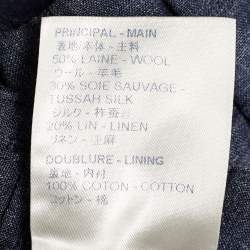 PRINCIPAL - MAIN
表地/本体 - 主料
50% LAINE - WOOL
ウール - 羊毛
30% SOIE SAUVAGE -
TUSSAH SILK
シルク - 柞蚕
20% LIN - LINEN
リネン - 亜麻
DOUBLURE - LINING
裏地 - 内付
100% COTON - COTTON
コットン - 棉